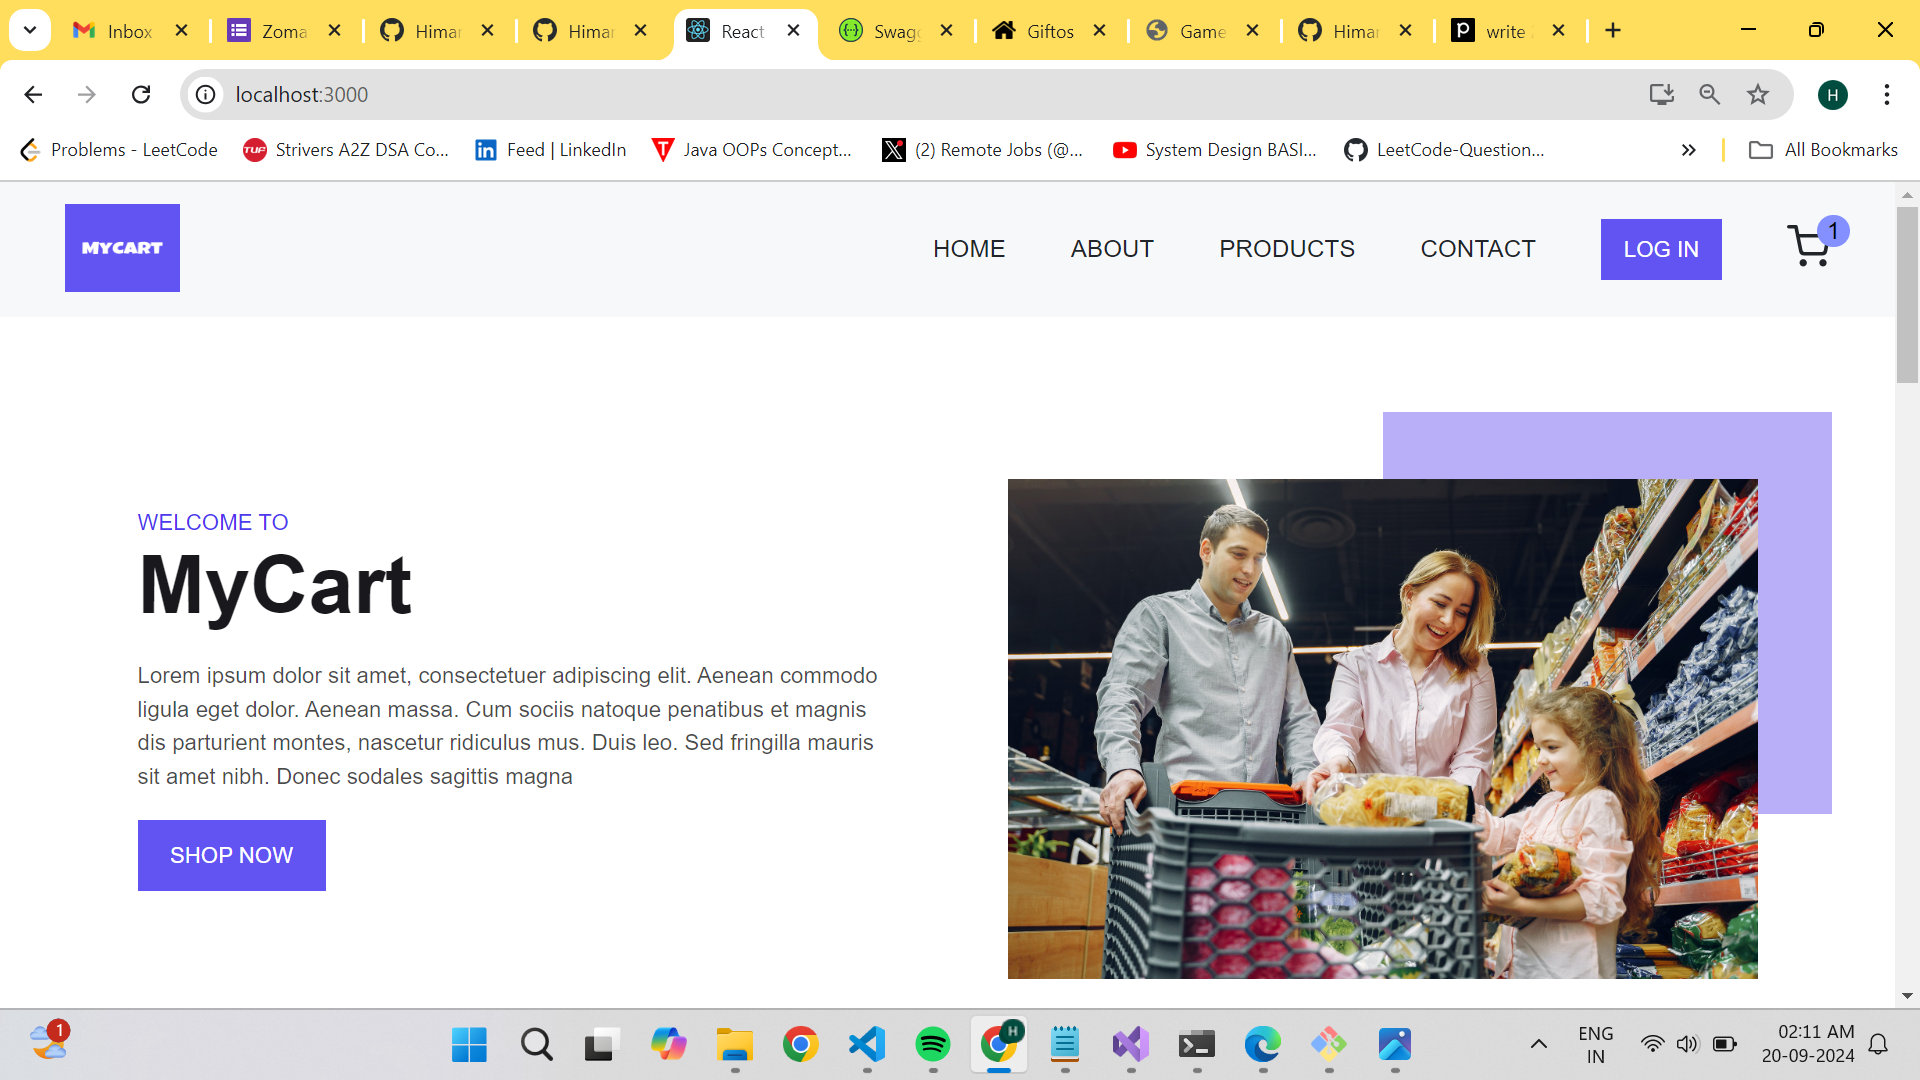 Inbox
Zoma
Himar
Himar
React
Swagg
Giftos
Game
Himar
write
localhost:3000
H
Problems - LeetCode
TUF
Strivers A2Z DSA Co...
Feed | LinkedIn
Java OOPs Concept...
(2) Remote Jobs (@...
System Design BASI...
LeetCode-Question...
All Bookmarks
MYCART
HOME
ABOUT
PRODUCTS
CONTACT
LOG IN
1
WELCOME TO
MyCart
Lorem ipsum dolor sit amet, consectetuer adipiscing elit. Aenean commodo
ligula eget dolor. Aenean massa. Cum sociis natoque penatibus et magnis
dis parturient montes, nascetur ridiculus mus. Duis leo. Sed fringilla mauris
sit amet nibh. Donec sodales sagittis magna
SHOP NOW
1
H
ENG
IN
02:11 AM
20-09-2024